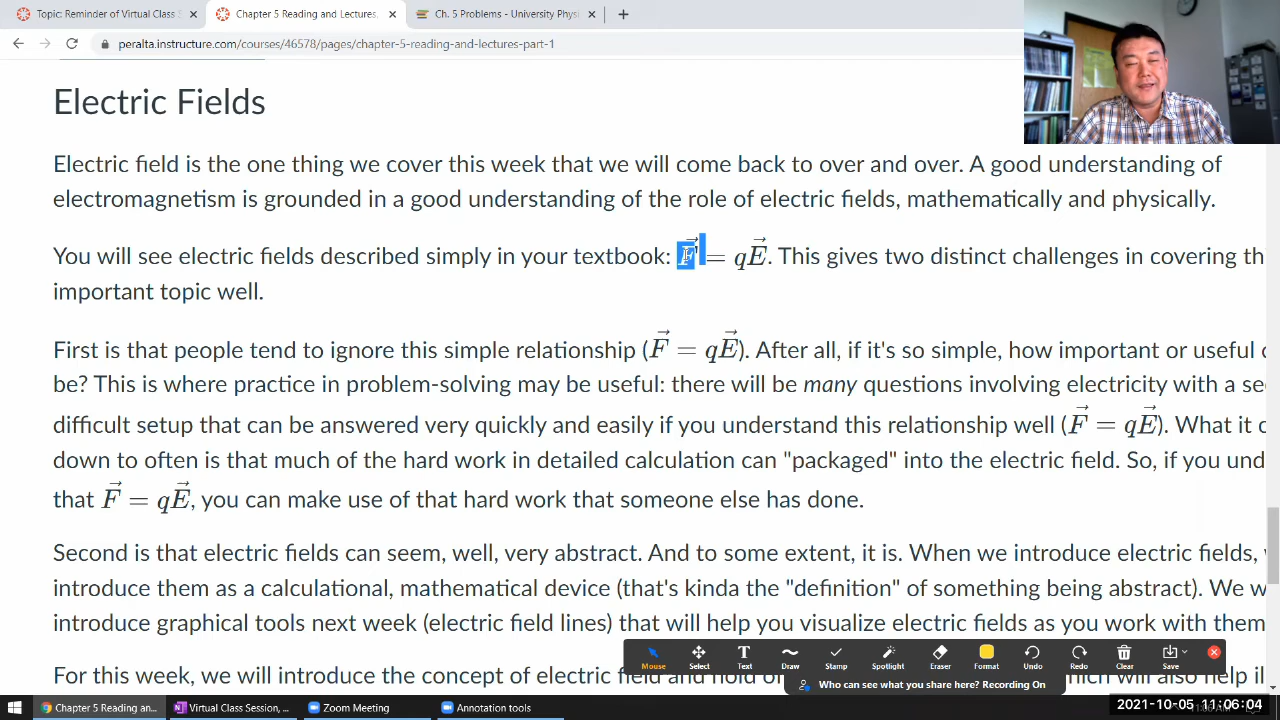 Topic: Reminder of Virtual Class S
Chapter 5 Reading and Lectures,
Ch. 5 Problems - University Physi
peralta.instructure.com/courses/46578/pages/chapter-5-reading-and-lectures-part-1
Electric Fields
Electric field is the one thing we cover this week that we will come back to over and over. A good understanding of
electromagnetism is grounded in a good understanding of the role of electric fields, mathematically and physically.
You will see electric fields described simply in your textbook: F⃗ = qE⃗. This gives two distinct challenges in covering th
important topic well.
First is that people tend to ignore this simple relationship (F⃗ = qE⃗). After all, if it's so simple, how important or useful c
be? This is where practice in problem-solving may be useful: there will be many questions involving electricity with a se
difficult setup that can be answered very quickly and easily if you understand this relationship well (F⃗ = qE⃗). What it c
down to often is that much of the hard work in detailed calculation can "packaged" into the electric field. So, if you und
that F⃗ = qE⃗, you can make use of that hard work that someone else has done.
Second is that electric fields can seem, well, very abstract. And to some extent, it is. When we introduce electric fields,
introduce them as a calculational, mathematical device (that's kinda the "definition" of something being abstract). We w
introduce graphical tools next week (electric field lines) that will help you visualize electric fields as you work with them
For this week, we will introduce the concept of electric field and hold of which will also help il
Mouse Select Text Draw Stamp Spotlight Eraser Format Undo Redo Clear Save
Who can see what you share here? Recording On
Chapter 5 Reading an... Virtual Class Session, ... Zoom Meeting Annotation tools
2021-10-05 11:06:04